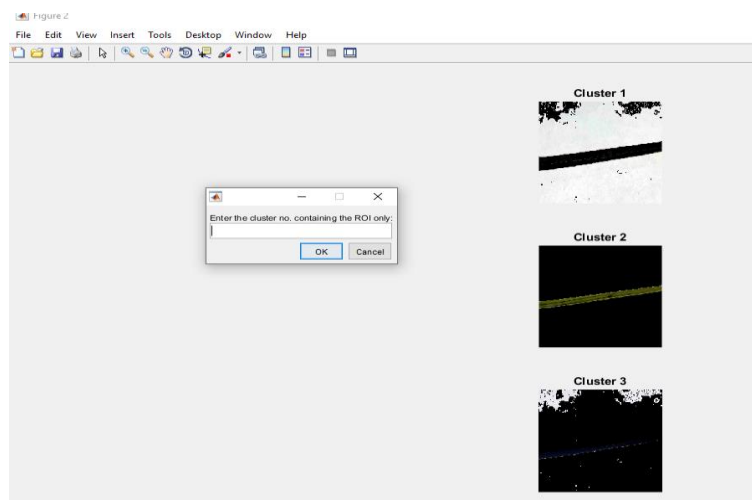 Figure 2
File Edit View Insert Tools Desktop Window Help
Cluster 1
Enter the cluster no. containing the ROI only:
OK Cancel
Cluster 2
Cluster 3